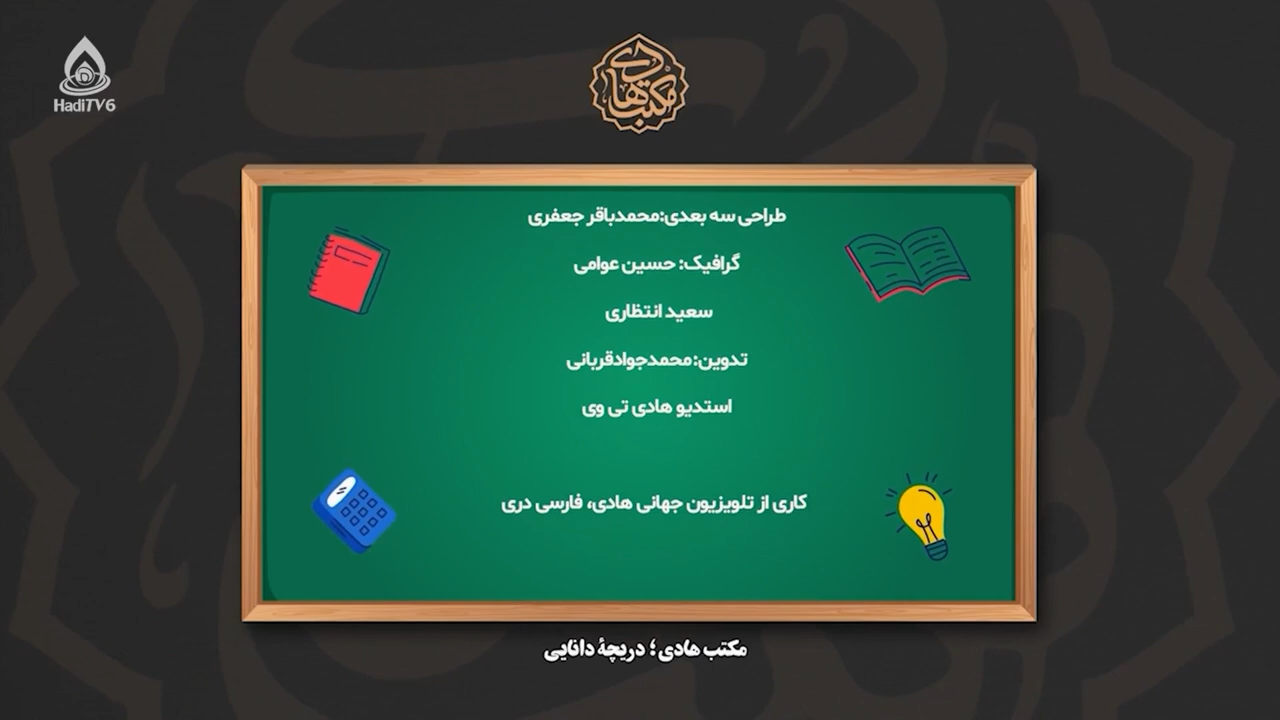 HadiTV6
مکتب هادی
طراحی سه بعدی:محمدباقر جعفری
گرافیک: حسین عوامی
سعید انتظاری
تدوین:محمدجوادقربانی
استدیو هادی تی وی
کاری از تلویزیون جهانی هادی، فارسی دری
مکتب هادی؛ دریچهٔ دانایی